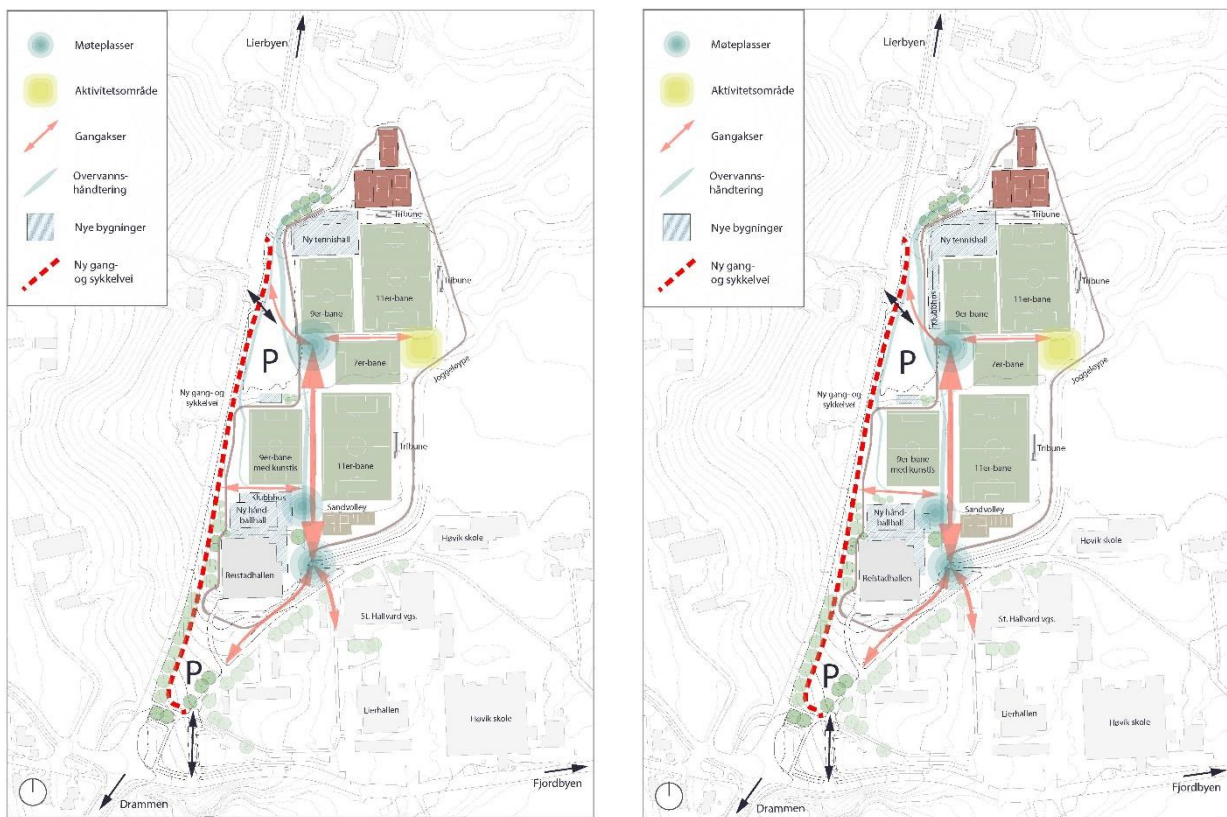 Møteplasser
Aktivitetsområde
Gangakser
Overvanns-
håndtering
Nye bygninger
Ny gang-
og sykkelvei
Lierbyen
Tribune
Ny tennishall
Tribune
11er-bane
9er-bane
P
7er-bane
Joggeløype
Ny gang- og
sykkelvei
9er-bane
med kunstis
11er-bane
Tribune
Klubbhus
Ny hånd-
ballhall
Sandvolley
Høvik skole
Reistadhallen
St. Hallvard vgs.
P
Lierhallen
Høvik skole
Fjordbyen
Drammen
Møteplasser
Aktivitetsområde
Gangakser
Overvanns-
håndtering
Nye bygninger
Ny gang-
og sykkelvei
Lierbyen
Tribune
Ny tennishall
Tribune
Klubbhus
11er-bane
9er-bane
P
7er-bane
Joggeløype
Ny gang- og
sykkelvei
9er-bane
med kunstis
11er-bane
Tribune
Ny hånd-
ballhall
Sandvolley
Høvik skole
Reistadhallen
St. Hallvard vgs.
P
Lierhallen
Høvik skole
Fjordbyen
Drammen